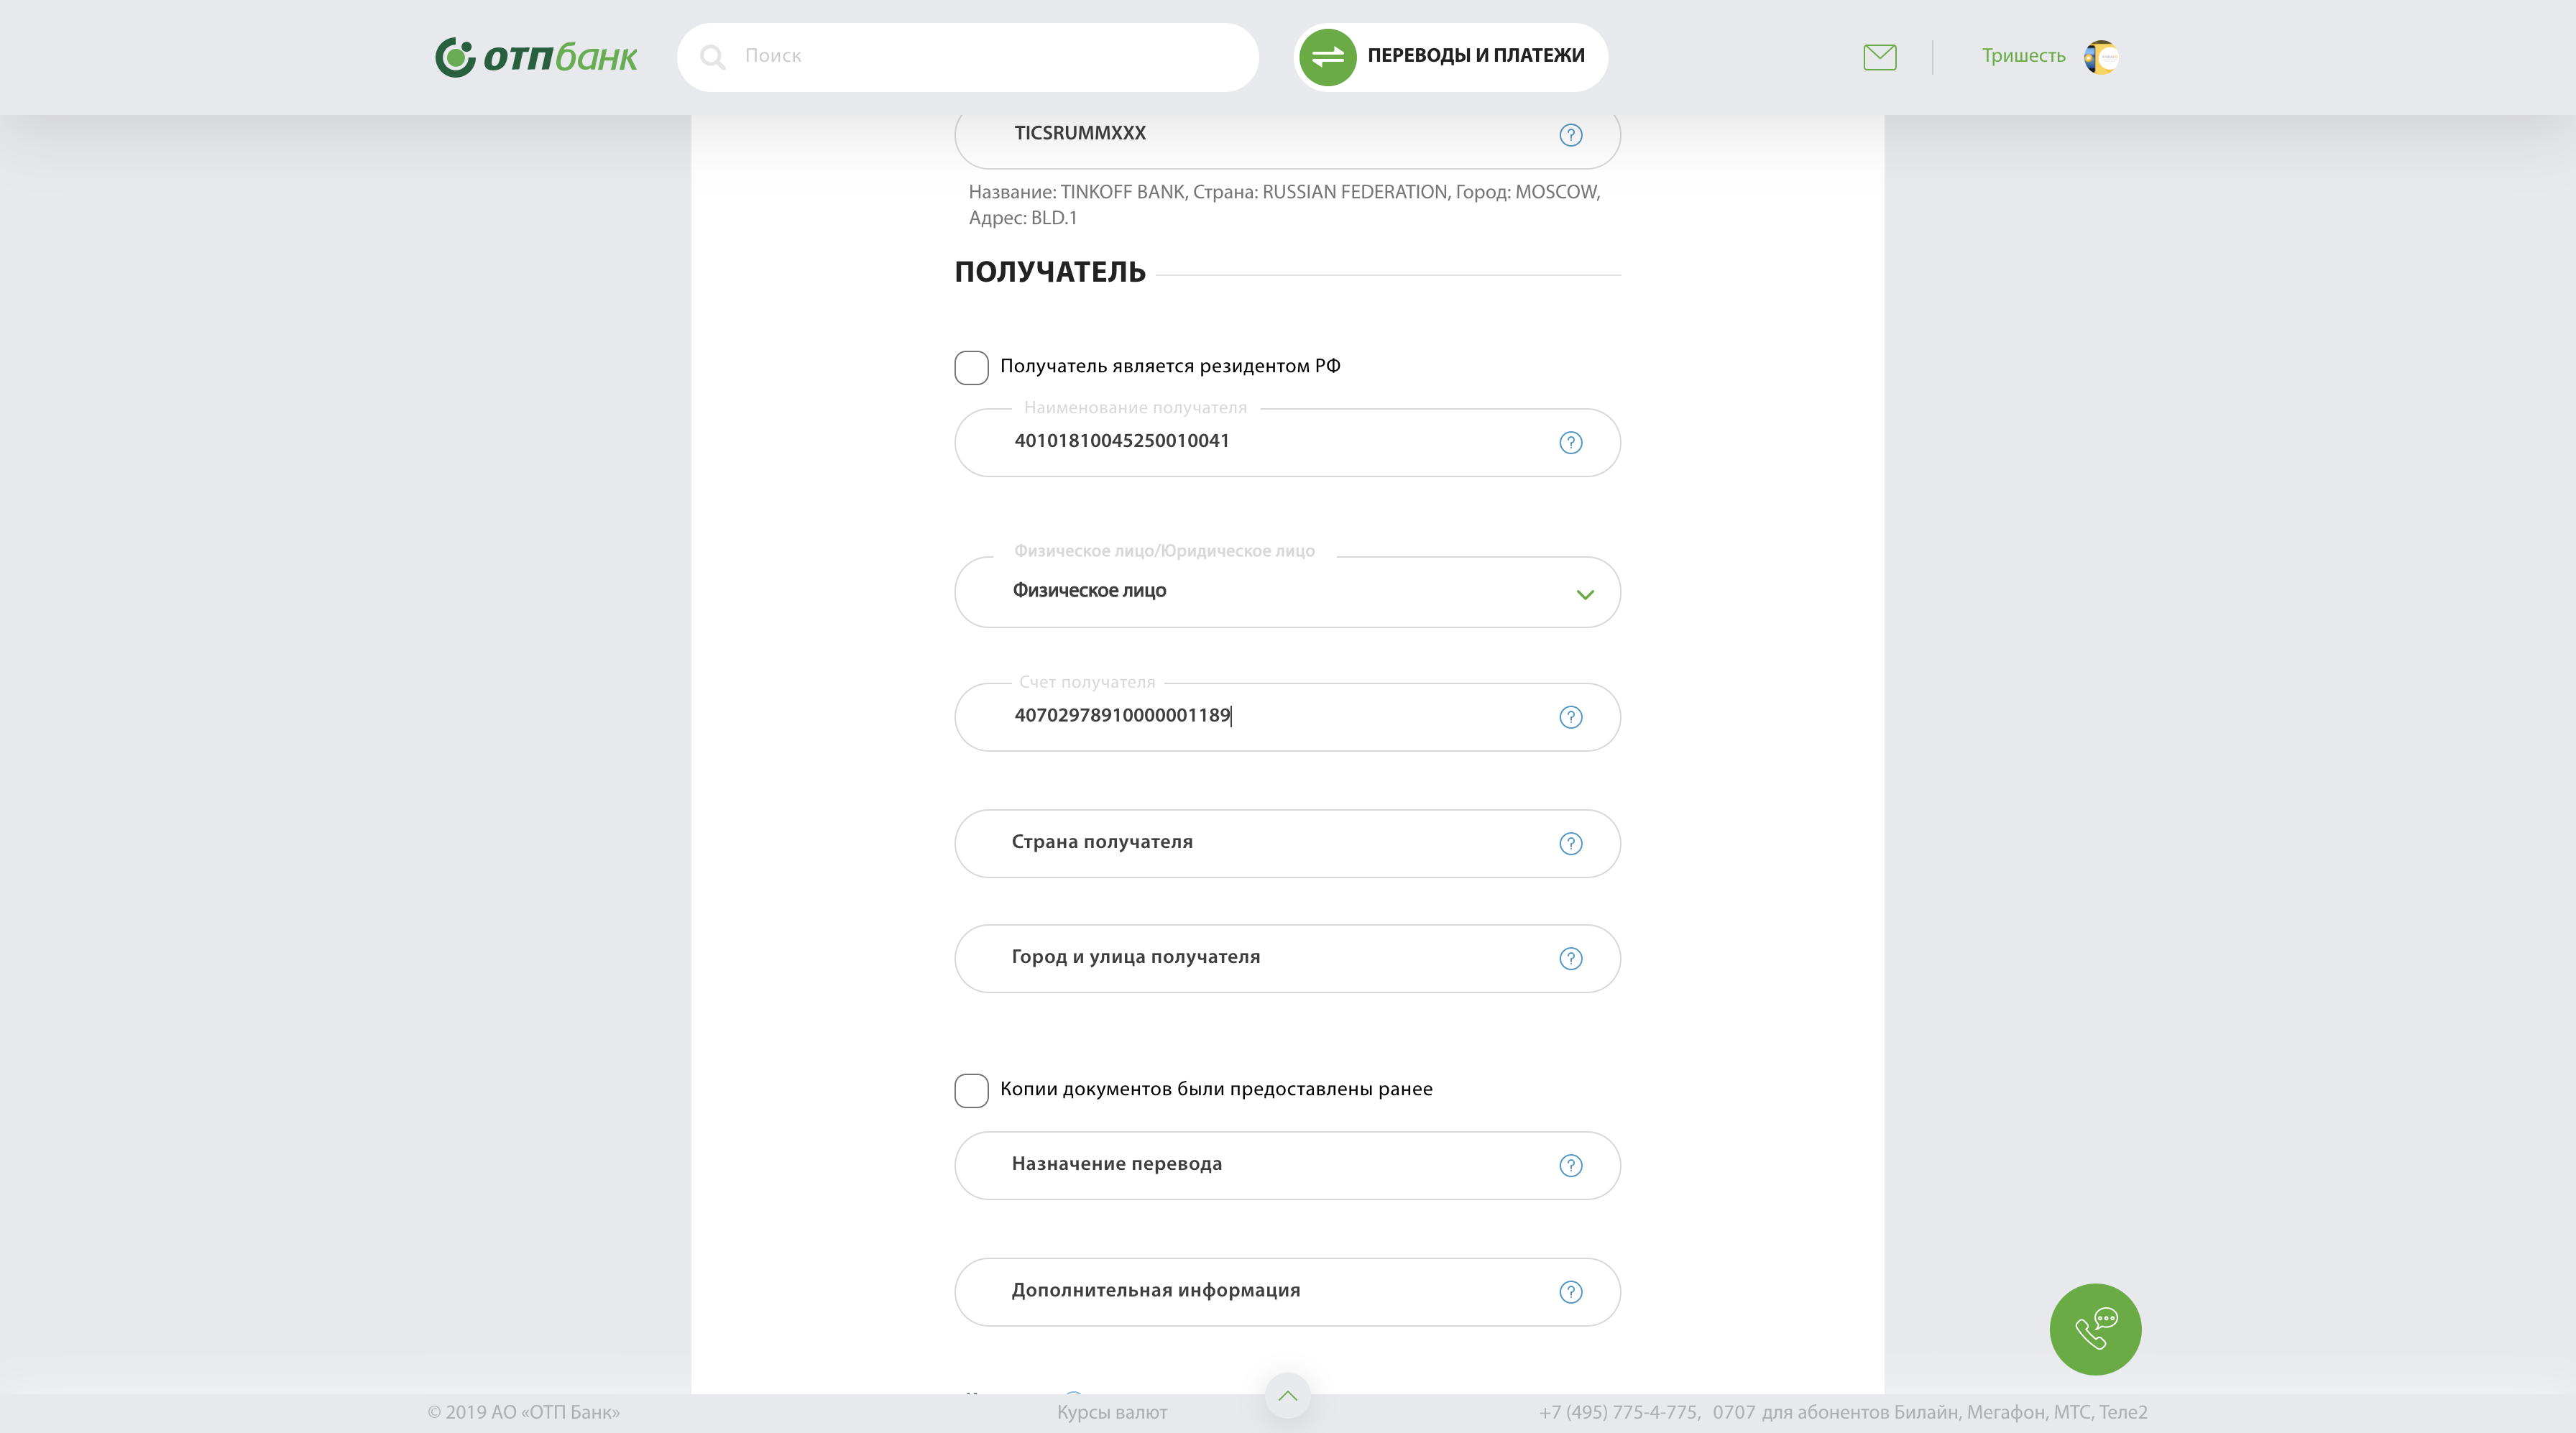 отпбанк
Поиск
ПЕРЕВОДЫ И ПЛАТЕЖИ
Тришесть
TICSRUMMXXX
?
Название: TINKOFF BANK, Страна: RUSSIAN FEDERATION, Город: MOSCOW,
Адрес: BLD.1
ПОЛУЧАТЕЛЬ
Получатель является резидентом РФ
Наименование получателя
40101810045250010041
?
Физическое лицо/Юридическое лицо
Физическое лицо
Счет получателя
40702978910000001189
?
Страна получателя
?
Город и улица получателя
?
Копии документов были предоставлены ранее
Назначение перевода
?
Дополнительная информация
?
© 2019 АО «ОТП Банк»
Курсы валют
+7 (495) 775-4-775, 0707 для абонентов Билайн, Мегафон, МТС, Теле2